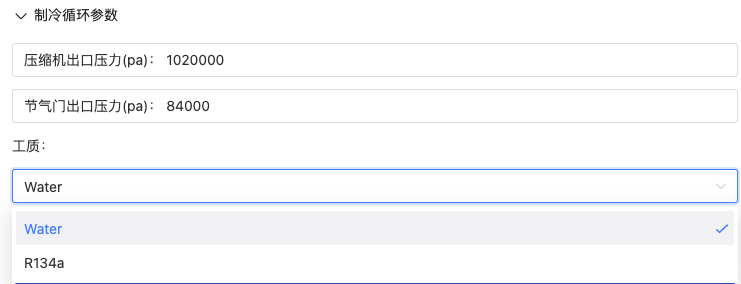 制冷循环参数
压缩机出口压力(pa)： 1020000
节气门出口压力(pa)： 84000
工质：
Water
Water
R134a